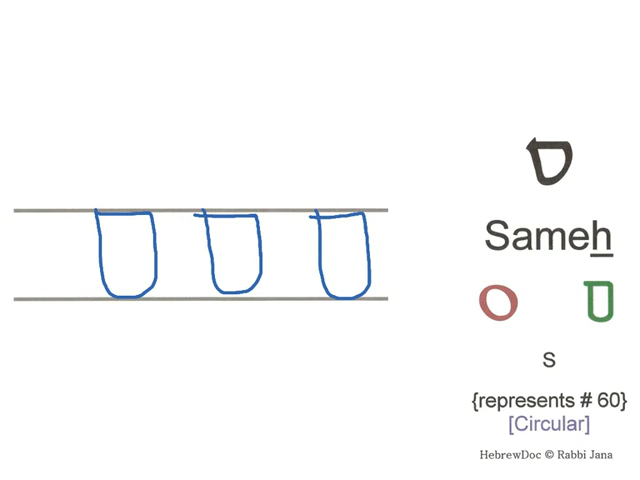 ס
Sameh
O ס
ס ס ס
S
{represents # 60}
[Circular]
HebrewDoc © Rabbi Jana